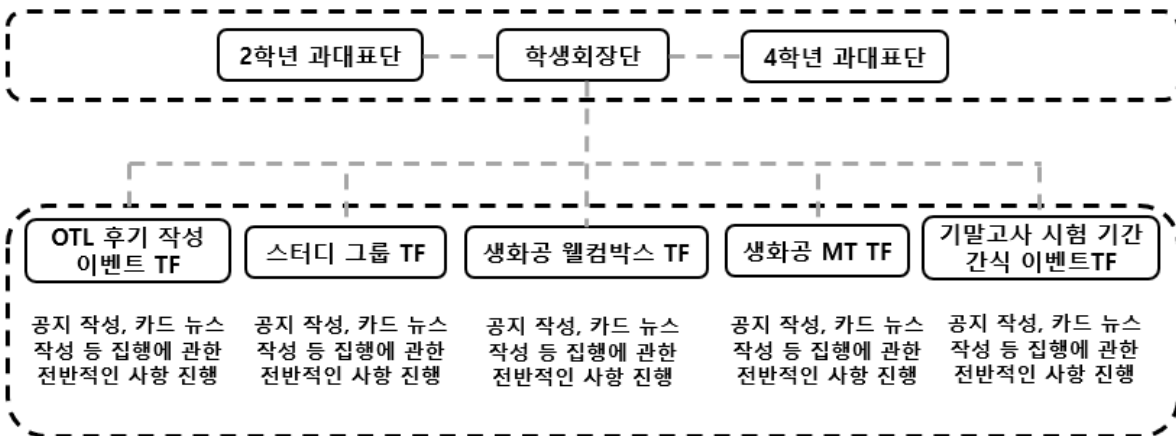 2학년 과대표단
학생회장단
4학년 과대표단
OTL 후기 작성
이벤트 TF
스터디 그룹 TF
생화공 웰컴박스 TF
생화공 MT TF
기말고사 시험 기간
간식 이벤트TF
공지 작성, 카드 뉴스
작성 등 집행에 관한
전반적인 사항 진행
공지 작성, 카드 뉴스
작성 등 집행에 관한
전반적인 사항 진행
공지 작성, 카드 뉴스
작성 등 집행에 관한
전반적인 사항 진행
공지 작성, 카드 뉴스
작성 등 집행에 관한
전반적인 사항 진행
공지 작성, 카드 뉴스
작성 등 집행에 관한
전반적인 사항 진행